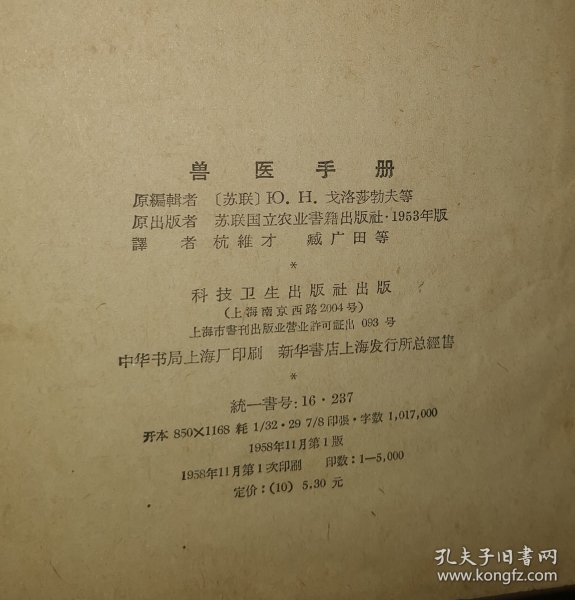 兽医手册
原編輯者 〔苏联〕Ю. Н. 戈洛莎勃夫等
原出版者 苏联国立农业書籍出版社·1953年版
譯者 杭維才 臧广田等
*
科技卫生出版社出版
(上海南京西路2004号)
上海市書刊出版业营业許可証出 093 号
中华书局上海厂印刷 新华書店上海发行所总經售
*
統一書号: 16·237
开本 850×1168 耗 1/32·29 7/8 印張·字数 1,017,000
1958年11月第1版
1958年11月第1次印刷 印数: 1—5,000
定价: (10) 5.30 元
孔夫子旧书网
www.kongfz.com